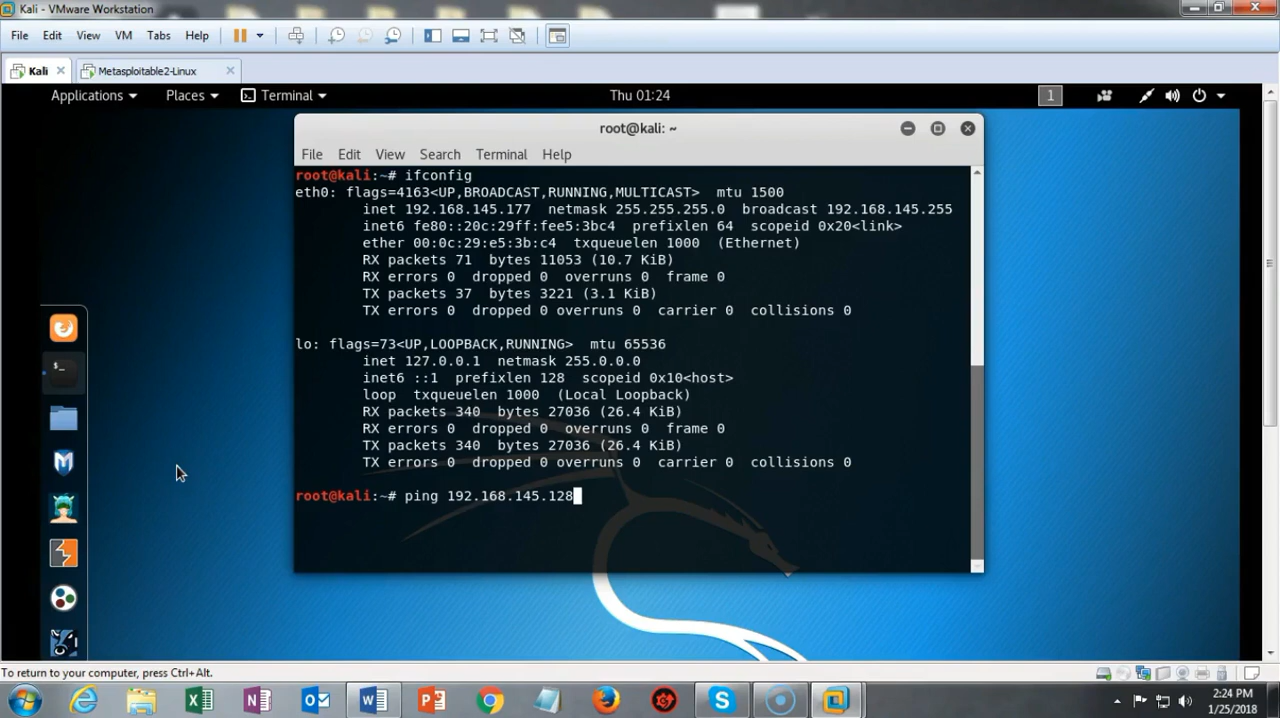 Kali - VMware Workstation
File Edit View VM Tabs Help
Kali Metasploitable2-Linux
Applications Places Terminal Thu 01:24 1
root@kali: ~
File Edit View Search Terminal Help
root@kali:~# ifconfig
eth0: flags=4163<UP,BROADCAST,RUNNING,MULTICAST>  mtu 1500
inet 192.168.145.177  netmask 255.255.255.0  broadcast 192.168.145.255
inet6 fe80::20c:29ff:fee5:3bc4  prefixlen 64  scopeid 0x20<link>
ether 00:0c:29:e5:3b:c4  txqueuelen 1000  (Ethernet)
RX packets 71  bytes 11053 (10.7 KiB)
RX errors 0  dropped 0  overruns 0  frame 0
TX packets 37  bytes 3221 (3.1 KiB)
TX errors 0  dropped 0 overruns 0  carrier 0  collisions 0
lo: flags=73<UP,LOOPBACK,RUNNING>  mtu 65536
inet 127.0.0.1  netmask 255.0.0.0
inet6 ::1  prefixlen 128  scopeid 0x10<host>
loop  txqueuelen 1000  (Local Loopback)
RX packets 340  bytes 27036 (26.4 KiB)
RX errors 0  dropped 0  overruns 0  frame 0
TX packets 340  bytes 27036 (26.4 KiB)
TX errors 0  dropped 0 overruns 0  carrier 0  collisions 0
root@kali:~# ping 192.168.145.128
To return to your computer, press Ctrl+Alt.
2:24 PM
1/25/2018